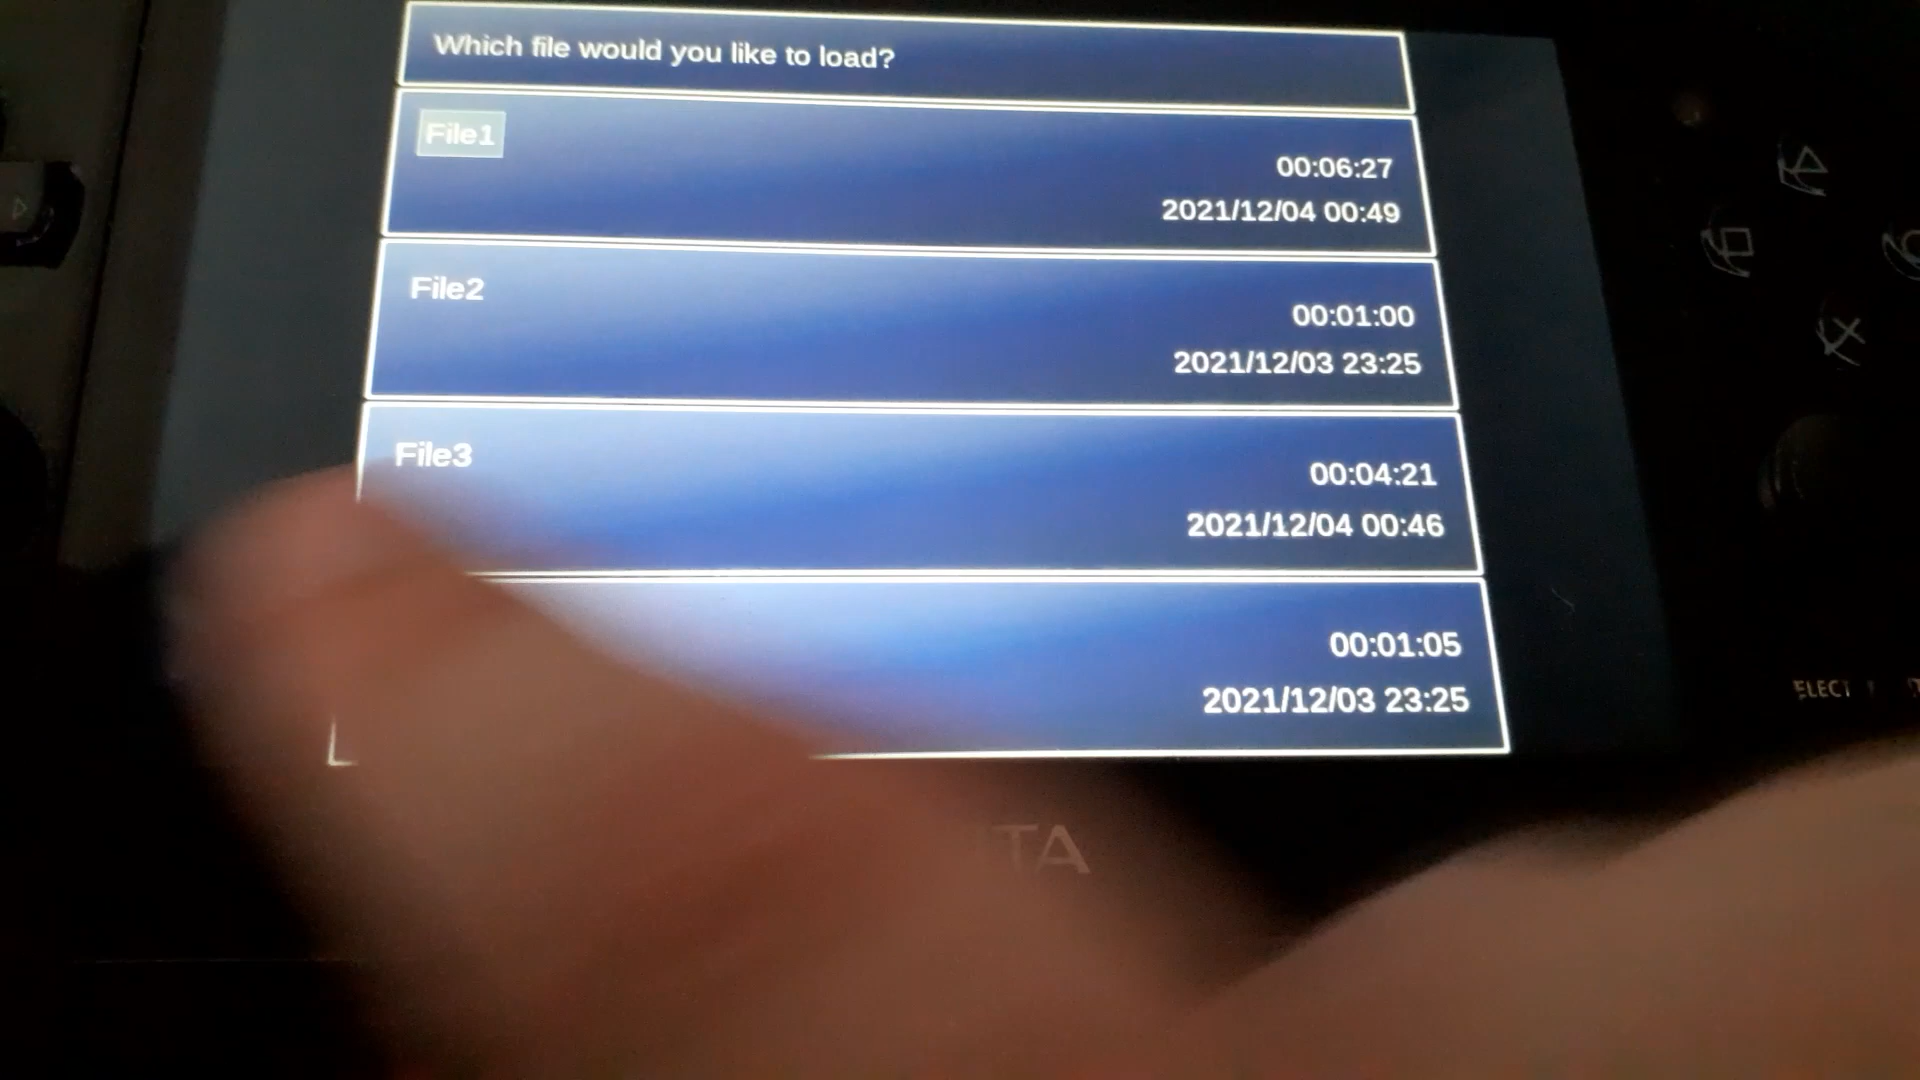 Which file would you like to load?
File1
00:06:27
2021/12/04 00:49
File2
00:01:00
2021/12/03 23:25
File3
00:04:21
2021/12/04 00:46
00:01:05
2021/12/03 23:25
ELECT
TA